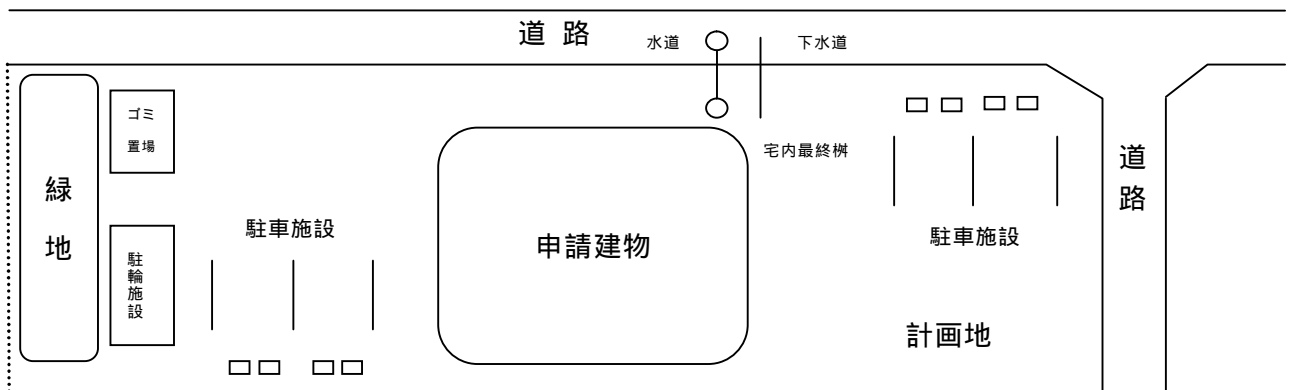 道 路
水道
下水道
ゴミ
置場
宅内最終桝
道
路
緑
地
駐車施設
申請建物
駐車施設
駐輪施設
計画地